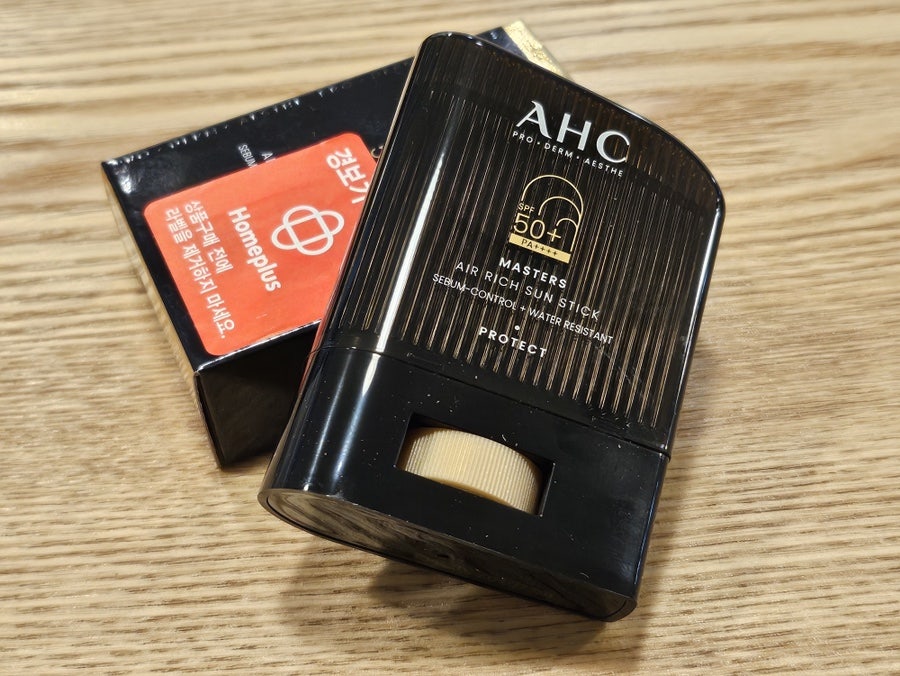 AHC
PRO • DERM • AESTHE
SPF
50+
PA++++
MASTERS
AIR RICH SUN STICK
SEBUM-CONTROL + WATER RESISTANT
PROTECT
Homeplus
상품구매 전에
라벨을 제거하지 마세요.